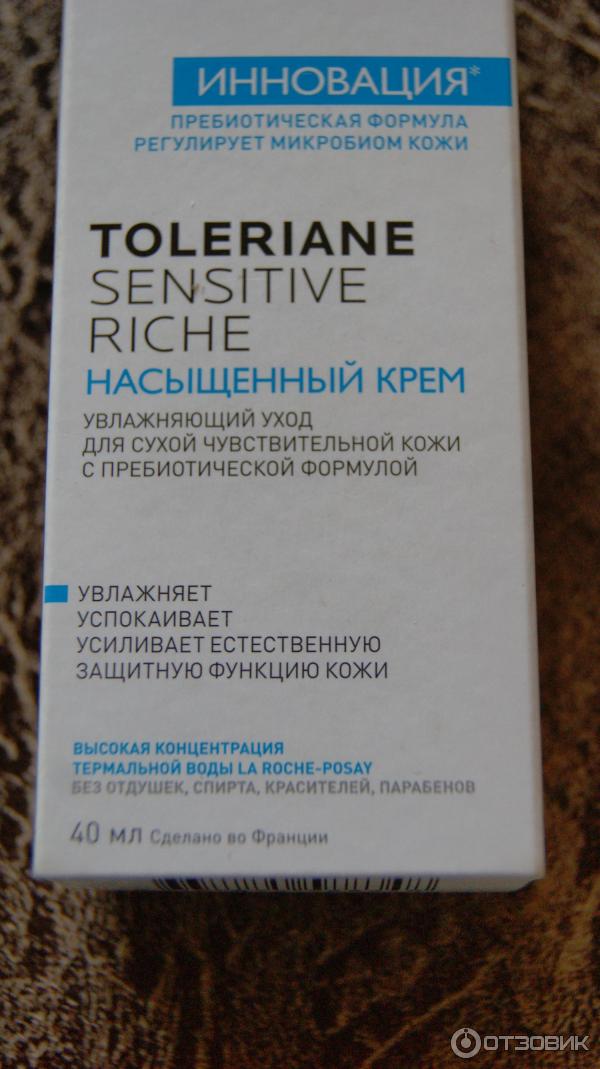 ИННОВАЦИЯ*
ПРЕБИОТИЧЕСКАЯ ФОРМУЛА
РЕГУЛИРУЕТ МИКРОБИОМ КОЖИ
TOLERIANE
SENSITIVE
RICHE
НАСЫЩЕННЫЙ КРЕМ
УВЛАЖНЯЮЩИЙ УХОД
ДЛЯ СУХОЙ ЧУВСТВИТЕЛЬНОЙ КОЖИ
С ПРЕБИОТИЧЕСКОЙ ФОРМУЛОЙ
УВЛАЖНЯЕТ
УСПОКАИВАЕТ
УСИЛИВАЕТ ЕСТЕСТВЕННУЮ
ЗАЩИТНУЮ ФУНКЦИЮ КОЖИ
ВЫСОКАЯ КОНЦЕНТРАЦИЯ
ТЕРМАЛЬНОЙ ВОДЫ LA ROCHE-POSAY
БЕЗ ОТДУШЕК, СПИРТА, КРАСИТЕЛЕЙ, ПАРАБЕНОВ
40 МЛ Сделано во Франции
ОТЗОВИК